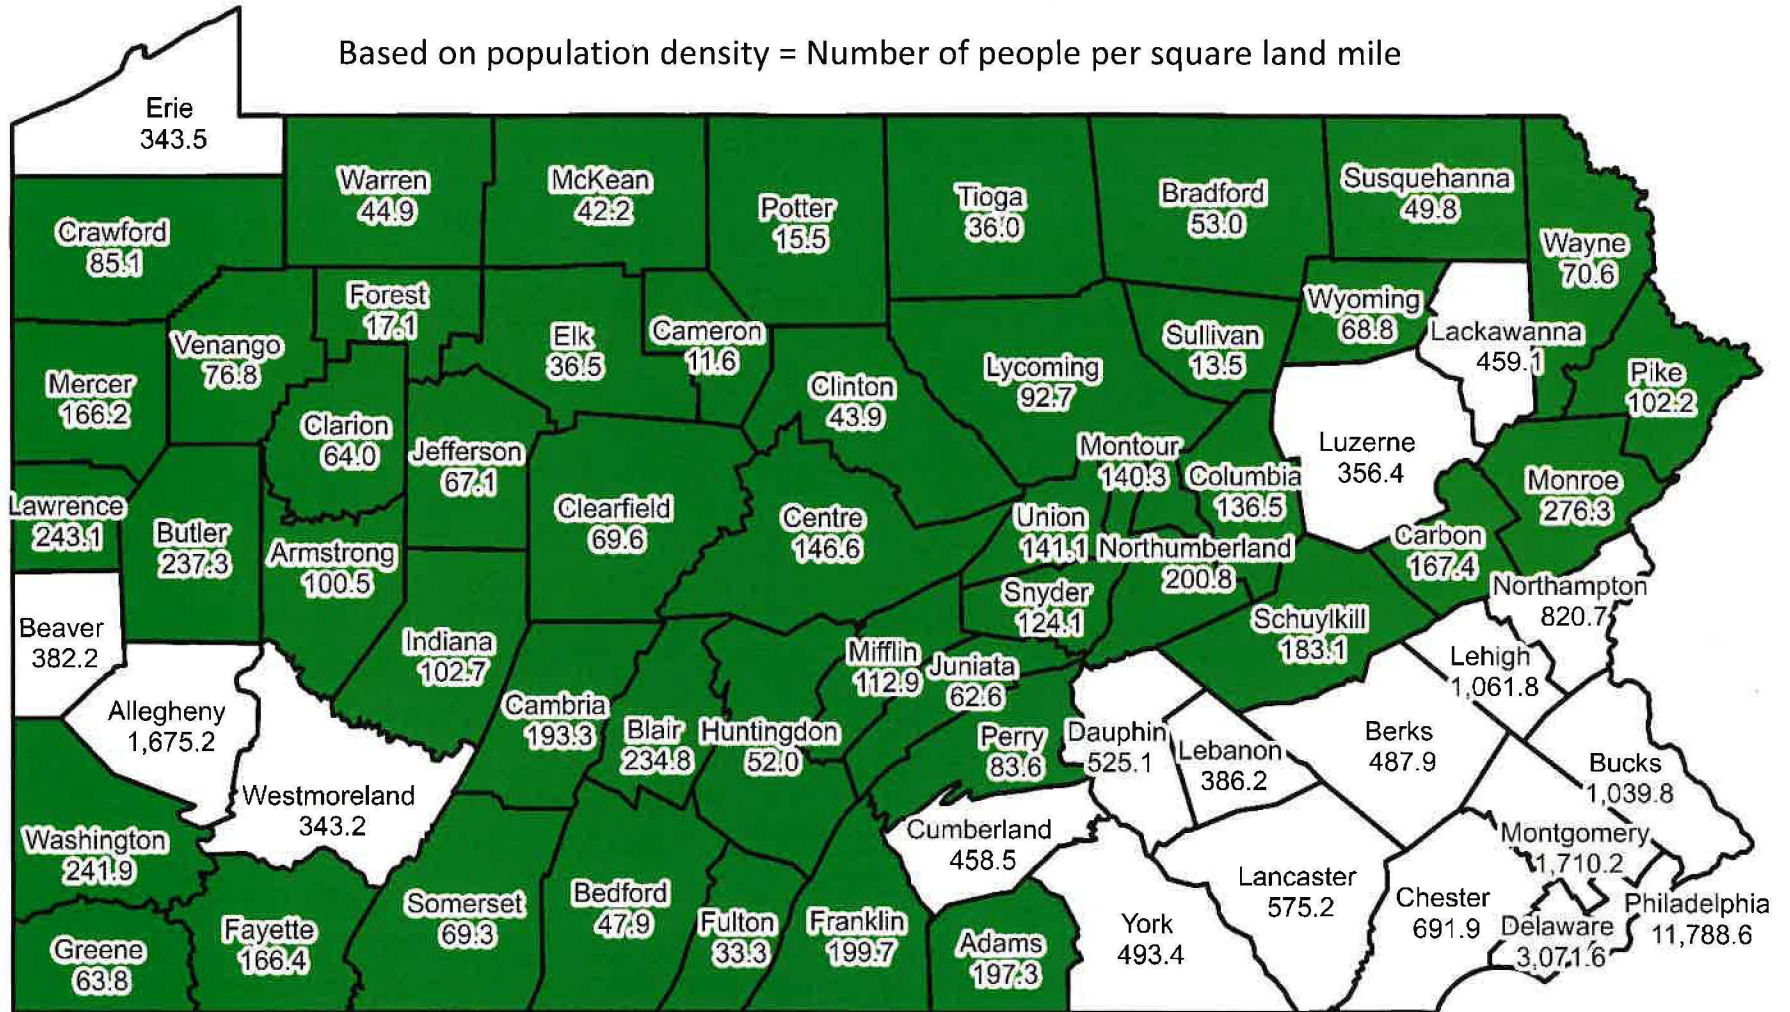 Based on population density = Number of people per square land mile
Erie
343.5
Warren
44.9
McKean
42.2
Potter
15.5
Tioga
36.0
Bradford
53.0
Susquehanna
49.8
Wayne
70.6
Crawford
85.1
Forest
17.1
Venango
76.8
Elk
36.5
Cameron
11.6
Sullivan
13.5
Wyoming
68.8
Lackawanna
459.1
Mercer
166.2
Clarion
64.0
Jefferson
67.1
Clinton
43.9
Lycoming
92.7
Pike
102.2
Montour
140.3
Columbia
136.5
Luzerne
356.4
Monroe
276.3
Lawrence
243.1
Butler
237.3
Armstrong
100.5
Clearfield
69.6
Centre
146.6
Union
141.1
Northumberland
200.8
Carbon
167.4
Northampton
820.7
Snyder
124.1
Schuylkill
183.1
Beaver
382.2
Indiana
102.7
Mifflin
112.9
Juniata
62.6
Lehigh
1,061.8
Allegheny
1,675.2
Cambria
193.3
Blair
234.8
Huntingdon
52.0
Perry
83.6
Dauphin
525.1
Lebanon
386.2
Berks
487.9
Bucks
1,039.8
Westmoreland
343.2
Washington
241.9
Cumberland
458.5
Montgomery
1,710.2
Lancaster
575.2
Chester
691.9
Philadelphia
11,788.6
Delaware
3,071.6
Greene
63.8
Fayette
166.4
Somerset
69.3
Bedford
47.9
Fulton
33.3
Franklin
199.7
Adams
197.3
York
493.4